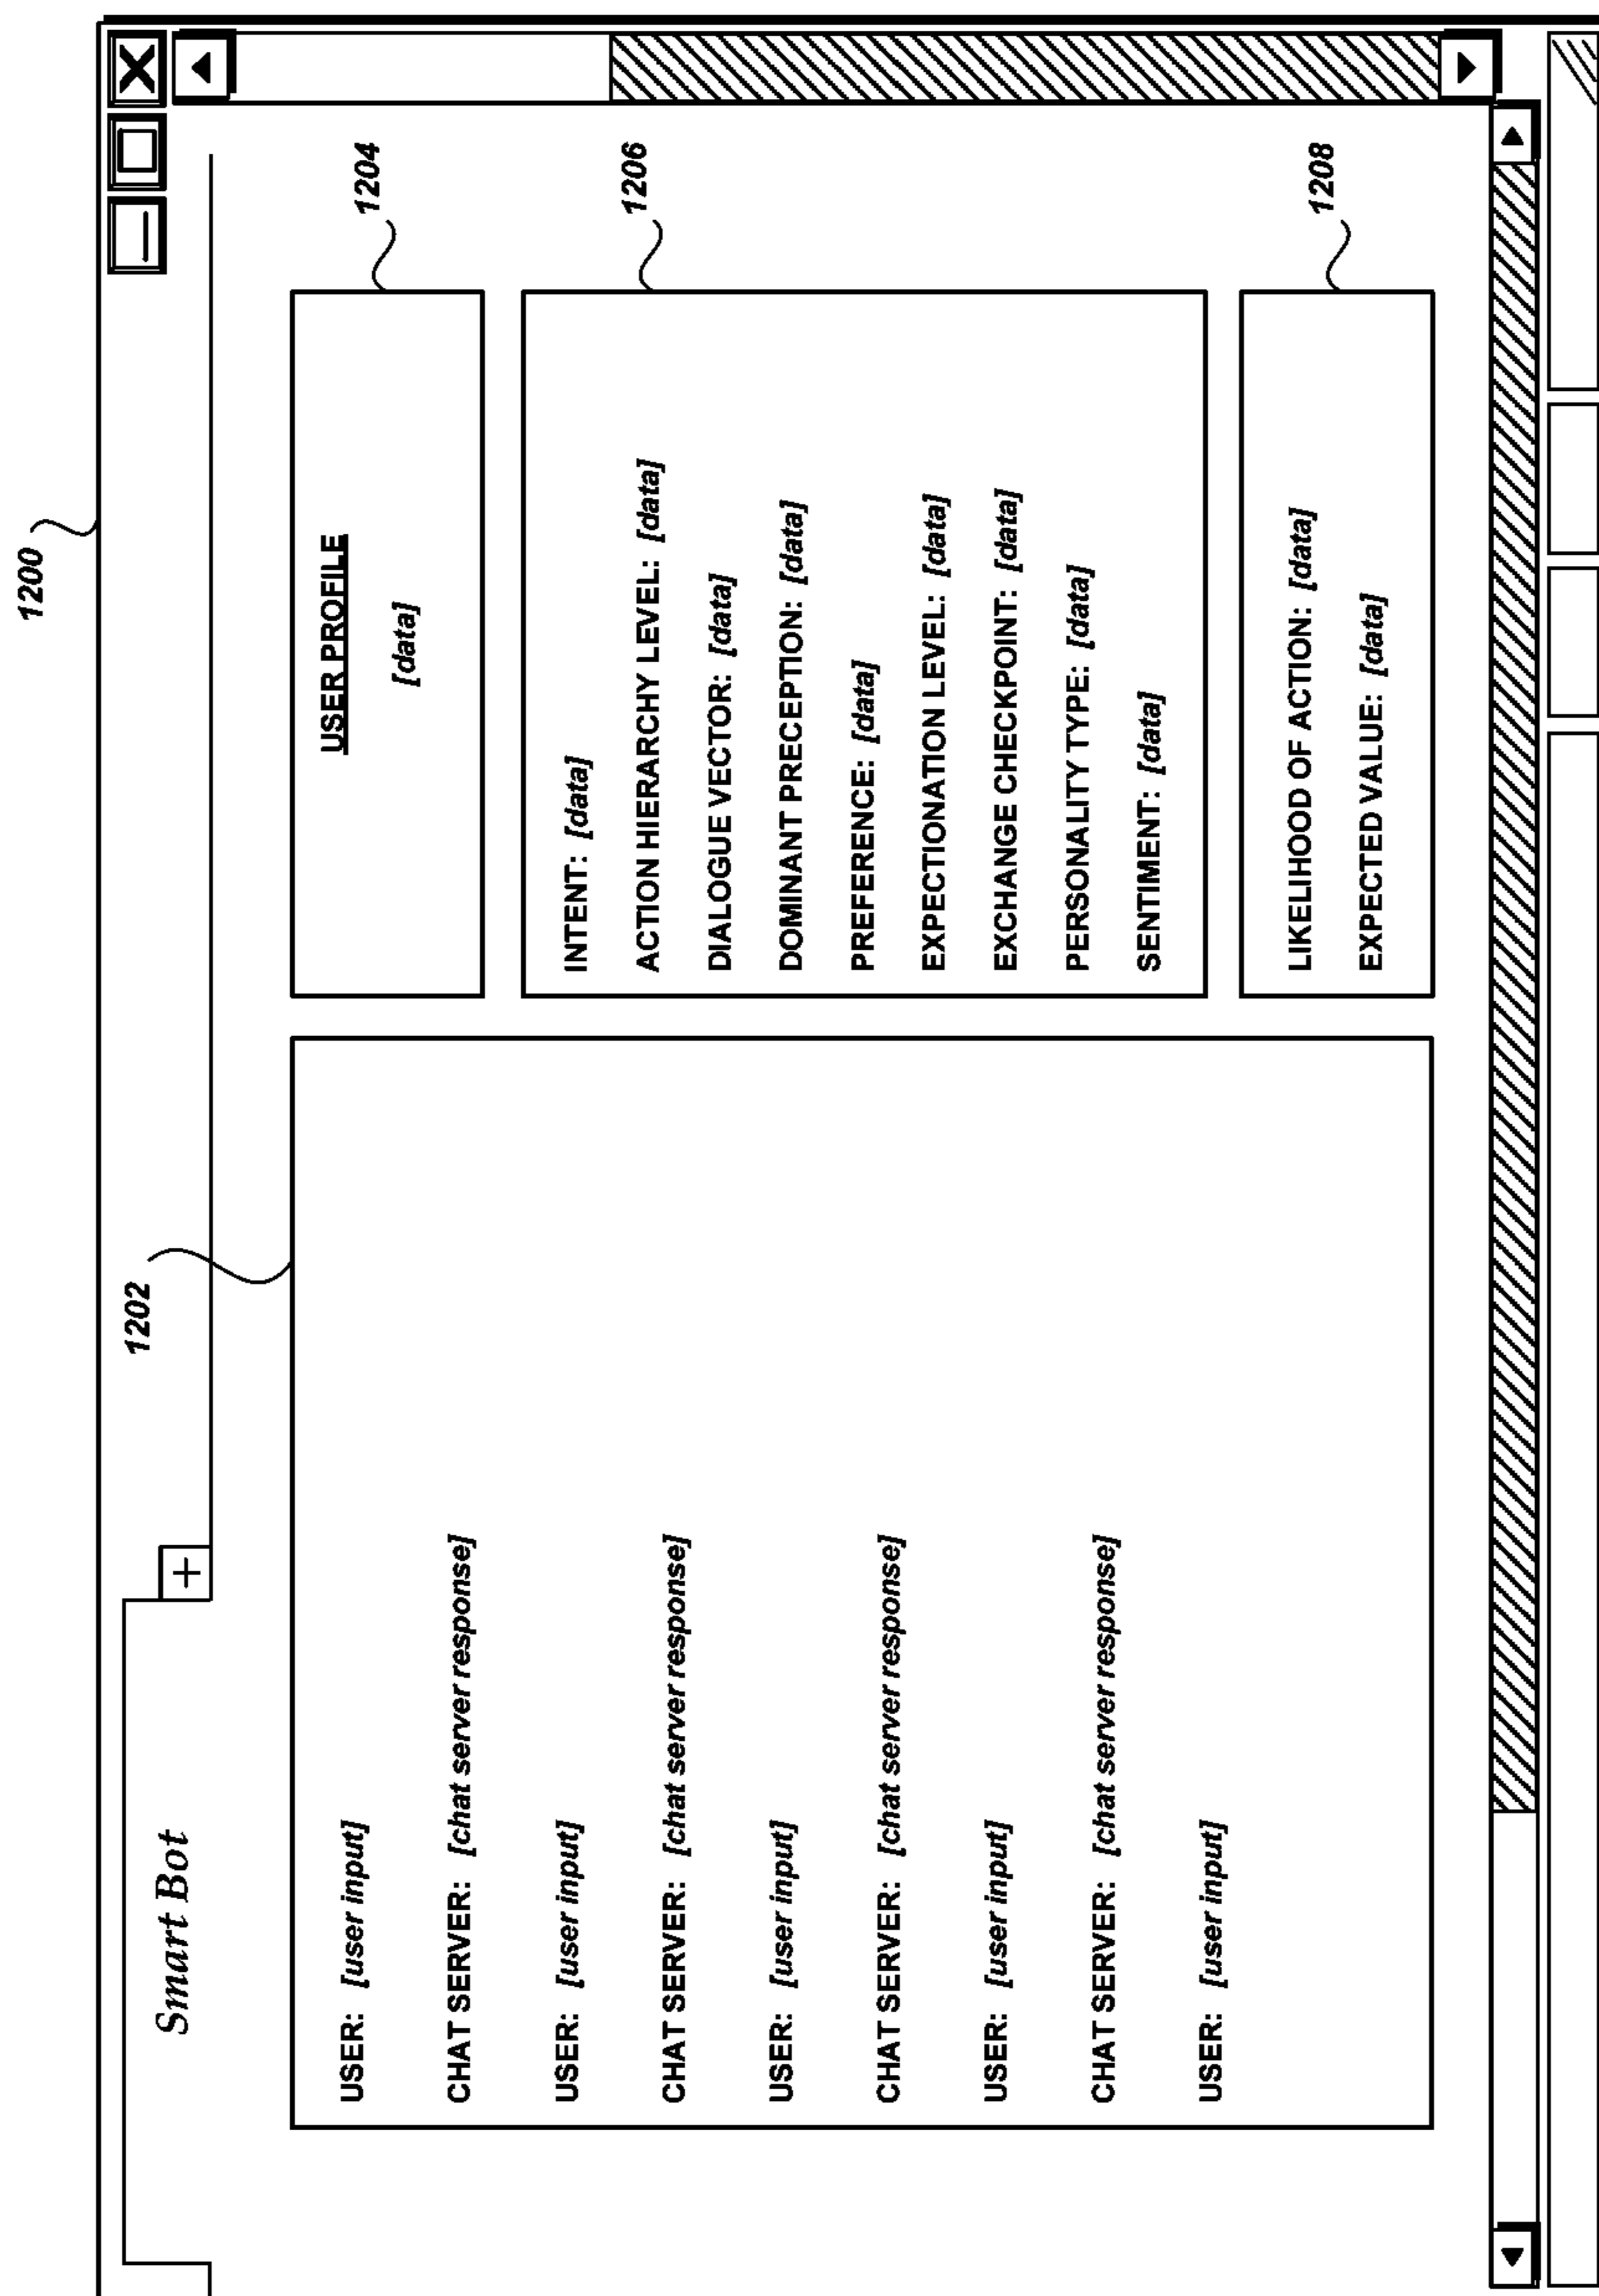 1200
Smart Bot
+
1202
USER: [user input]
CHAT SERVER: [chat server response]
USER: [user input]
CHAT SERVER: [chat server response]
USER: [user input]
CHAT SERVER: [chat server response]
USER: [user input]
CHAT SERVER: [chat server response]
USER: [user input]
1204
USER PROFILE
[data]
1206
INTENT: [data]
ACTION HIERARCHY LEVEL: [data]
DIALOGUE VECTOR: [data]
DOMINANT PRECEPTION: [data]
PREFERENCE: [data]
EXPECTIONATION LEVEL: [data]
EXCHANGE CHECKPOINT: [data]
PERSONALITY TYPE: [data]
SENTIMENT: [data]
1208
LIKELIHOOD OF ACTION: [data]
EXPECTED VALUE: [data]